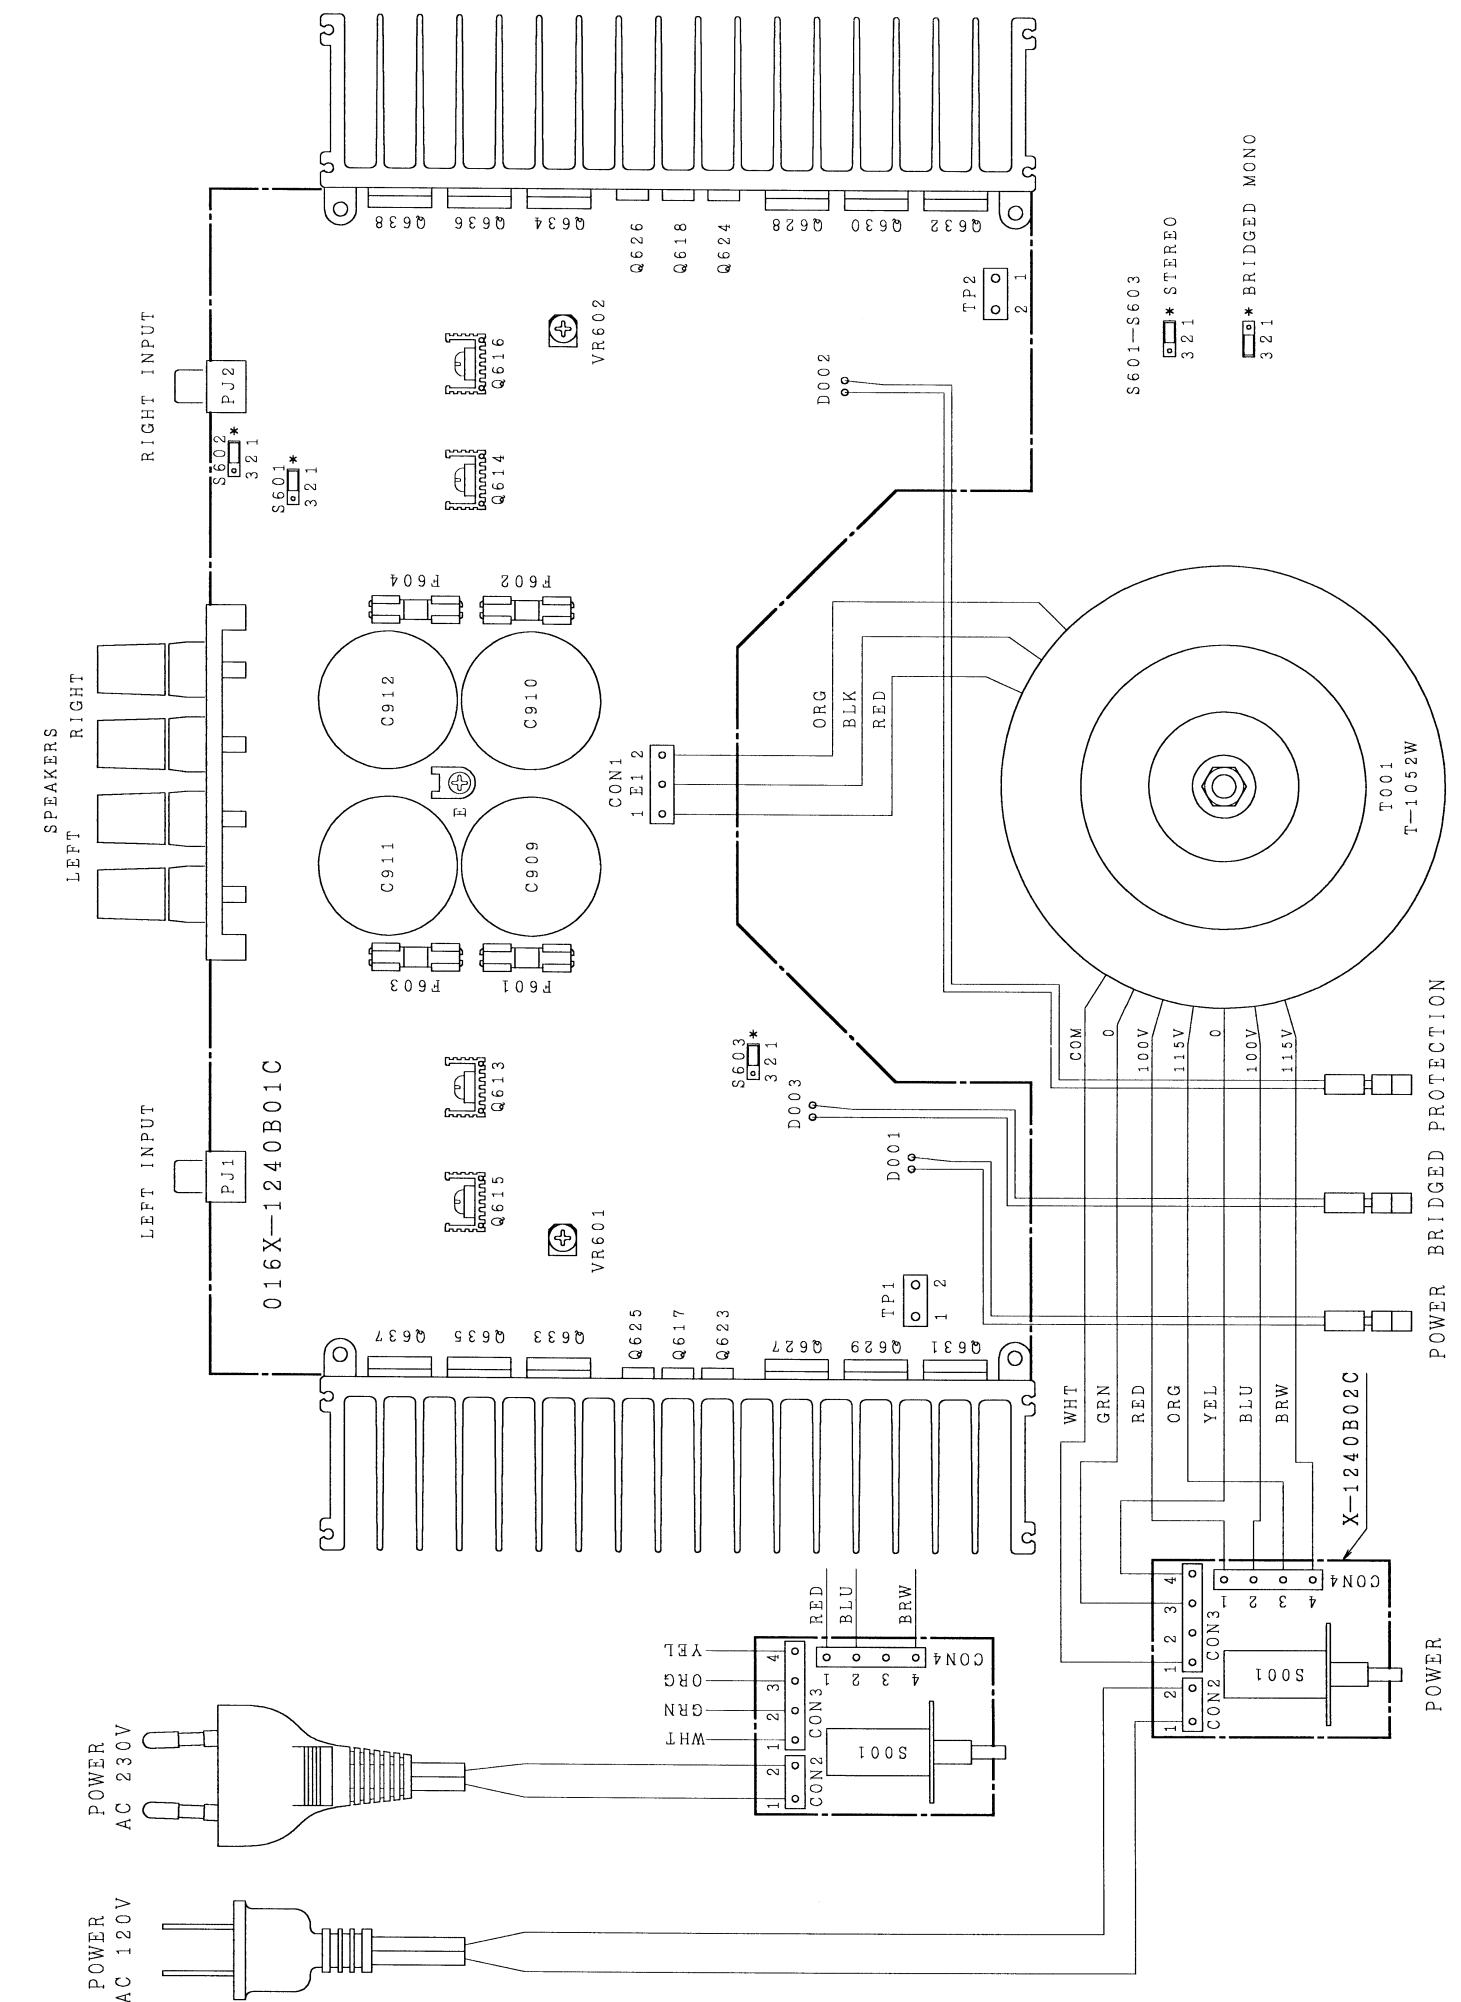 SPEAKERS
LEFT
RIGHT
LEFT INPUT
RIGHT INPUT
PJ1
PJ2
016X—1240B01C
S602
*
3 2 1
S601
*
3 2 1
Q637
Q635
Q633
Q625
Q617
Q623
Q627
Q629
Q631
Q638
Q636
Q634
Q626
Q618
Q624
Q628
Q630
Q632
F603
F601
F604
F602
C911
C912
C909
C910
E
Q615
Q613
Q614
Q616
VR601
VR602
CON1
1 E1 2
ORG
BLK
RED
TP1
1 2
TP2
2 1
S603
*
3 2 1
D003
D001
D002
S601—S603
* STEREO
3 2 1
* BRIDGED MONO
3 2 1
T001
T—1052W
COM
0
100V
115V
0
100V
115V
WHT
GRN
RED
ORG
YEL
BLU
BRW
POWER BRIDGED PROTECTION
X—1240B02C
POWER
AC 230V
POWER
AC 120V
WHT
GRN
ORG
YEL
RED
BLU
BRW
1 2
CON2
1 2 3 4
CON3
1 2 3 4
CON4
S001
1 2
CON2
1 2 3 4
CON3
1 2 3 4
CON4
S001
POWER